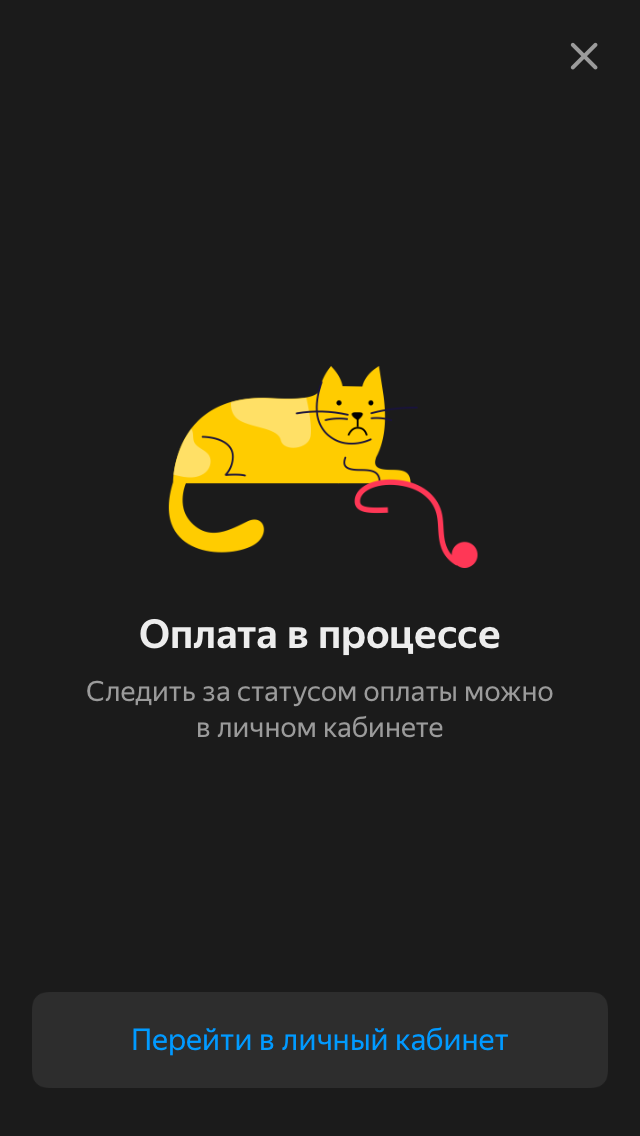 Оплата в процессе
Следить за статусом оплаты можно
в личном кабинете
Перейти в личный кабинет